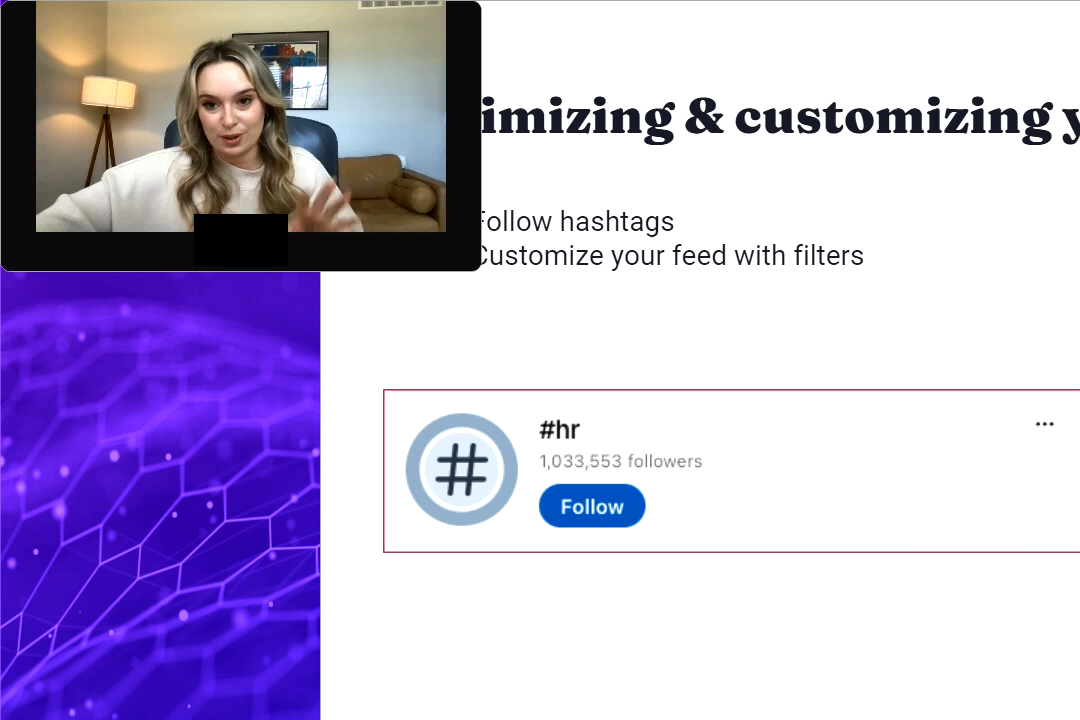 imizing & customizing y
Follow hashtags
Customize your feed with filters
#hr
1,033,553 followers
Follow